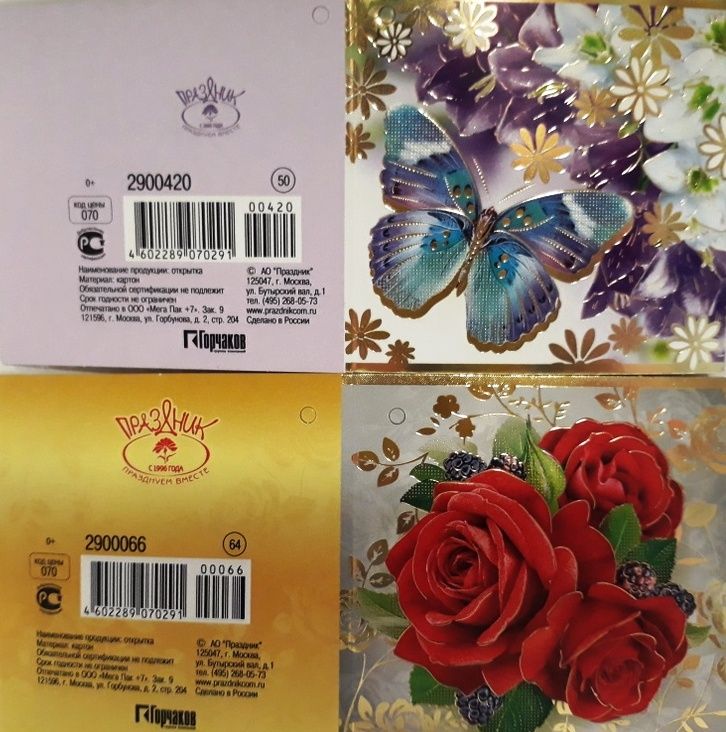 ПРАЗДНИК
С 1996 ГОДА
ПРАЗДНУЕМ ВМЕСТЕ
0+
2900420
50
код цены
070
00420
4 602289 070291
РС
Наименование продукции: открытка
Материал: картон
Обязательной сертификации не подлежит
Срок годности не ограничен
Отпечатано в ООО «Мега Пак +7». Зак. 9
121596, г. Москва, ул. Горбунова, д. 2, стр. 204
© АО "Праздник"
125047, г. Москва,
ул. Бутырский вал, д. 1
тел. (495) 268-05-73
www.prazdnikcom.ru
Сделано в России
Горчаков
группа компаний
ПРАЗДНИК
С 1996 ГОДА
ПРАЗДНУЕМ ВМЕСТЕ
0+
2900066
64
код цены
070
00066
4 602289 070291
РС
Наименование продукции: открытка
Материал: картон
Обязательной сертификации не подлежит
Срок годности не ограничен
Отпечатано в ООО «Мега Пак +7». Зак. 9
121596, г. Москва, ул. Горбунова, д. 2, стр. 204
© АО "Праздник"
125047, г. Москва,
ул. Бутырский вал, д. 1
тел. (495) 268-05-73
www.prazdnikcom.ru
Сделано в России
Горчаков